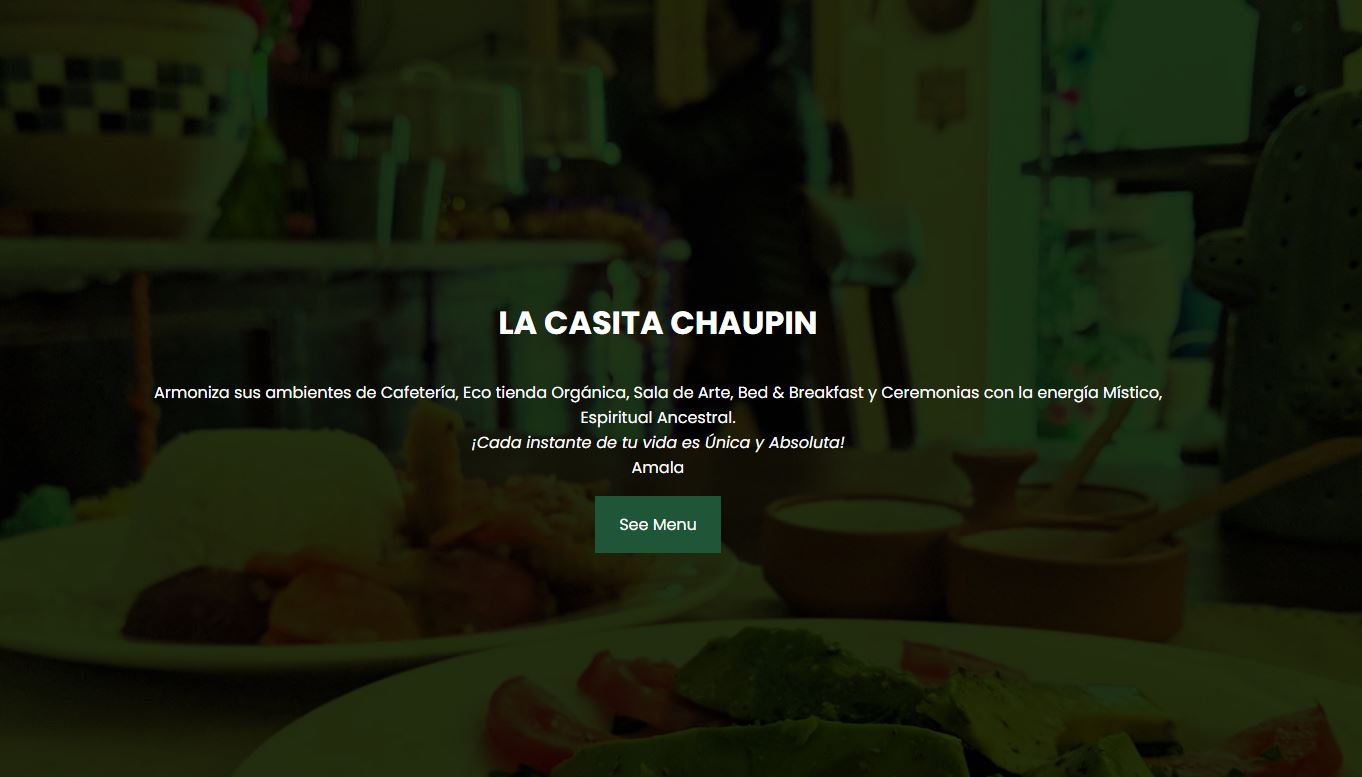 LA CASITA CHAUPIN
Armoniza sus ambientes de Cafetería, Eco tienda Orgánica, Sala de Arte, Bed & Breakfast y Ceremonias con la energía Místico,
Espiritual Ancestral.
¡Cada instante de tu vida es Única y Absoluta!
Amala
See Menu